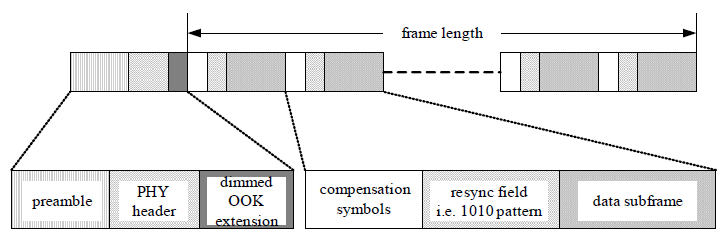 frame length
preamble
PHY
header
dimmed
OOK
extension
compensation
symbols
resync field
i.e. 1010 pattern
data subframe